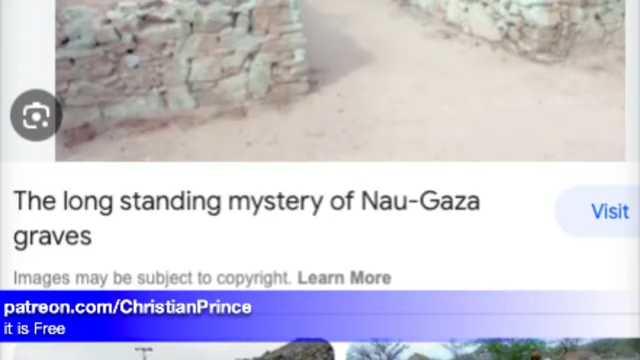 The long standing mystery of Nau-Gaza
graves
Visit
Images may be subject to copyright. Learn More
patreon.com/ChristianPrince
it is Free